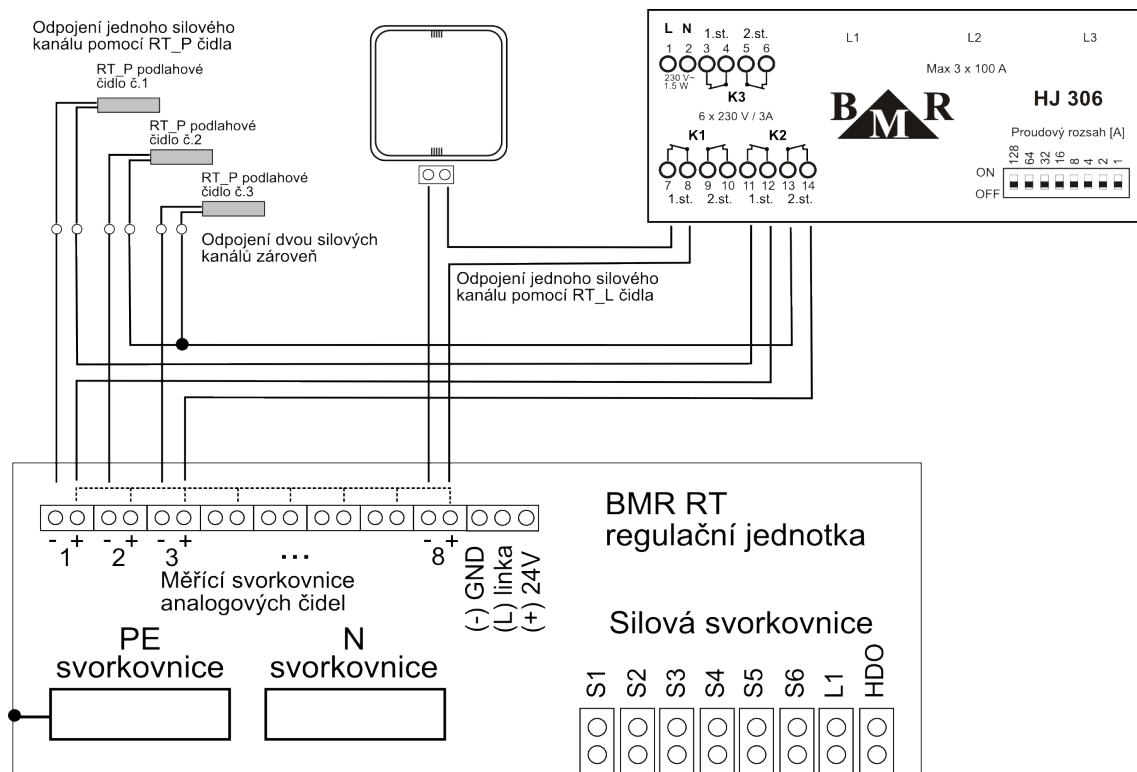 Odpojení jednoho silového
kanálu pomocí RT_P čidla
RT_P podlahové
čidlo č.1
RT_P podlahové
čidlo č.2
RT_P podlahové
čidlo č.3
Odpojení dvou silových
kanálů zároveň
Odpojení jednoho silového
kanálu pomocí RT_L čidla
L N 1.st. 2.st.
1 2 3 4 5 6
230 V~
1.5 W
K3
6 x 230 V / 3A
K1 K2
7 8 9 10 11 12 13 14
1.st. 2.st. 1.st. 2.st.
L1 L2 L3
Max 3 x 100 A
BMR
HJ 306
Proudový rozsah [A]
128 64 32 16 8 4 2 1
ON
OFF
BMR RT
regulační jednotka
- + - + - + - +
1 2 3 ... 8
(-) GND
(L) linka
(+) 24V
Měřící svorkovnice
analogových čidel
PE
svorkovnice
N
svorkovnice
Silová svorkovnice
S1 S2 S3 S4 S5 S6 L1 HDO